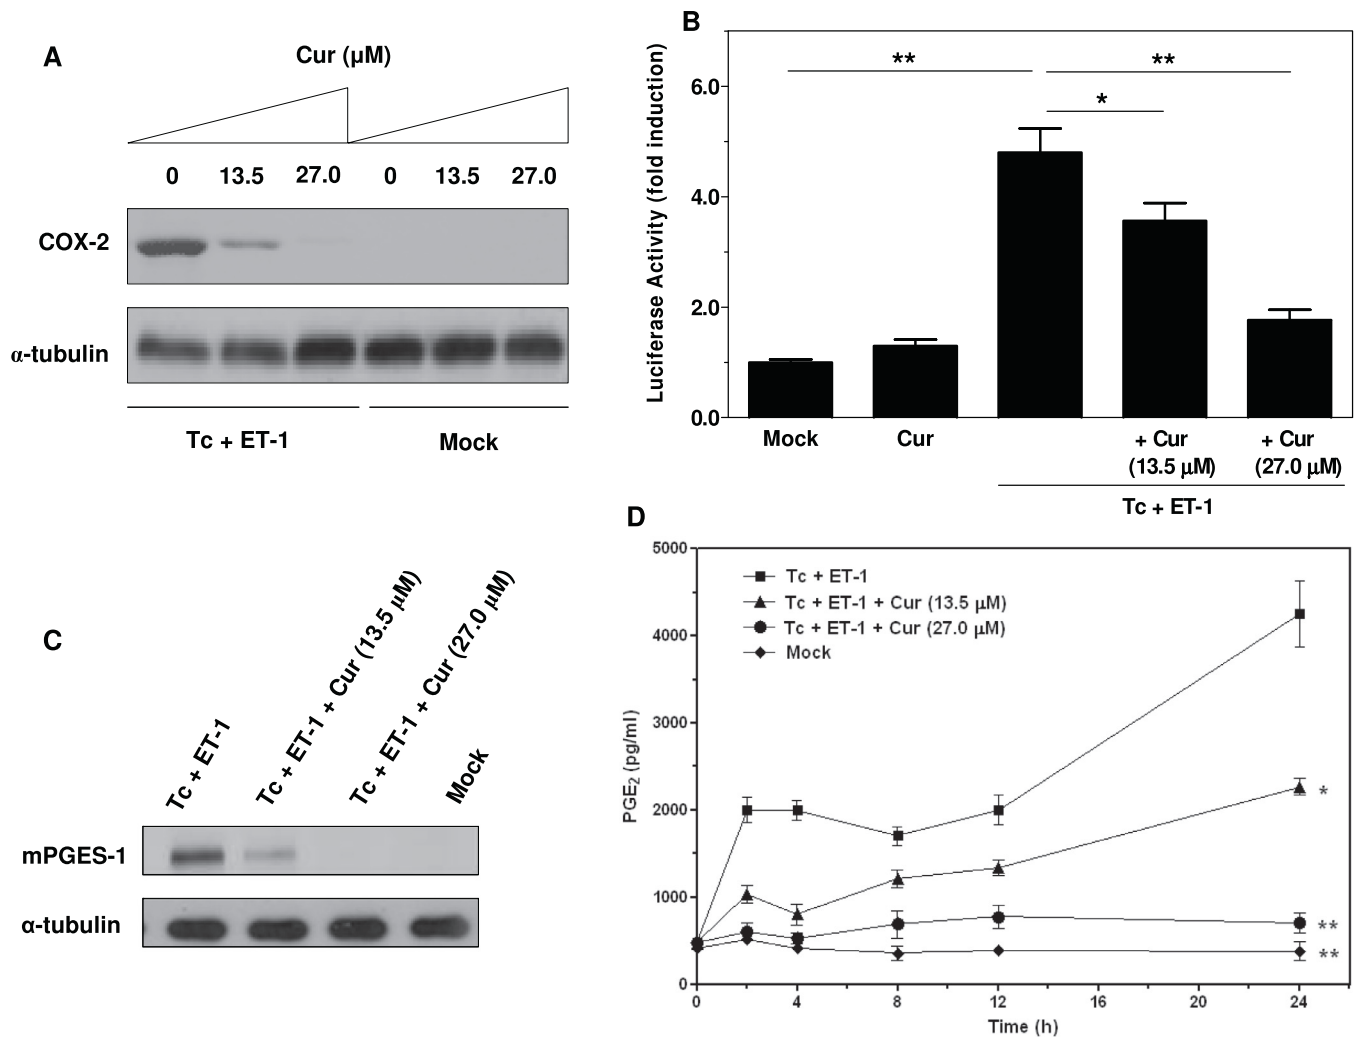 A
Cur (µM)
0 13.5 27.0 0 13.5 27.0
COX-2
α-tubulin
Tc + ET-1 Mock
B
Luciferase Activity (fold induction)
6.0
4.0
2.0
0.0
** **
*
Mock Cur + Cur + Cur
(13.5 µM) (27.0 µM)
Tc + ET-1
C
Tc + ET-1
Tc + ET-1 + Cur (13.5 µM)
Tc + ET-1 + Cur (27.0 µM)
Mock
mPGES-1
α-tubulin
D
PGE2 (pg/ml)
5000
4000
3000
2000
1000
0
Tc + ET-1
Tc + ET-1 + Cur (13.5 µM)
Tc + ET-1 + Cur (27.0 µM)
Mock
*
**
**
0 4 8 12 16 20 24
Time (h)